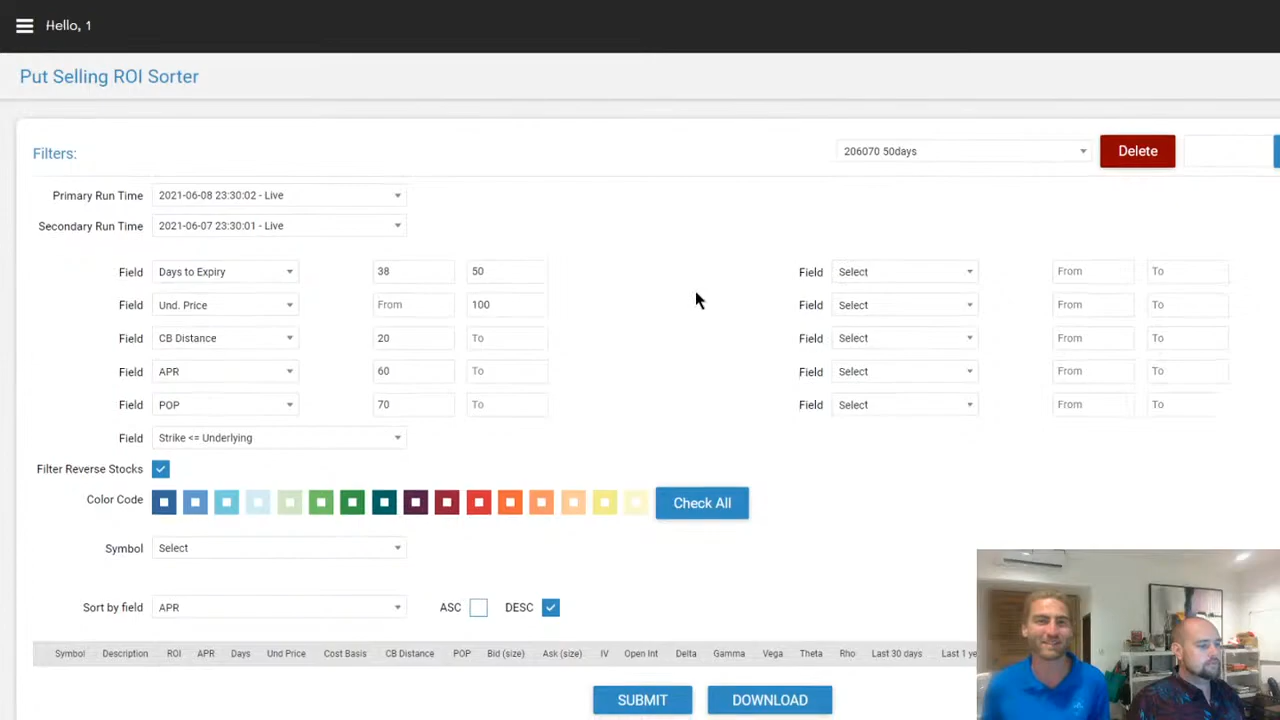 Hello, 1
Put Selling ROI Sorter
Filters:
206070 50days
Delete
Primary Run Time 2021-06-08 23:30:02 - Live
Secondary Run Time 2021-06-07 23:30:01 - Live
Field Days to Expiry 38 50 Field Select From To
Field Und. Price From 100 Field Select From To
Field CB Distance 20 To Field Select From To
Field APR 60 To Field Select From To
Field POP 70 To Field Select From To
Field Strike <= Underlying
Filter Reverse Stocks
Color Code Check All
Symbol Select
Sort by field APR ASC DESC
Symbol Description ROI APR Days Und Price Cost Basis CB Distance POP Bid (size) Ask (size) IV Open Int Delta Gamma Vega Theta Rho Last 30 days Last 1 ye
SUBMIT DOWNLOAD